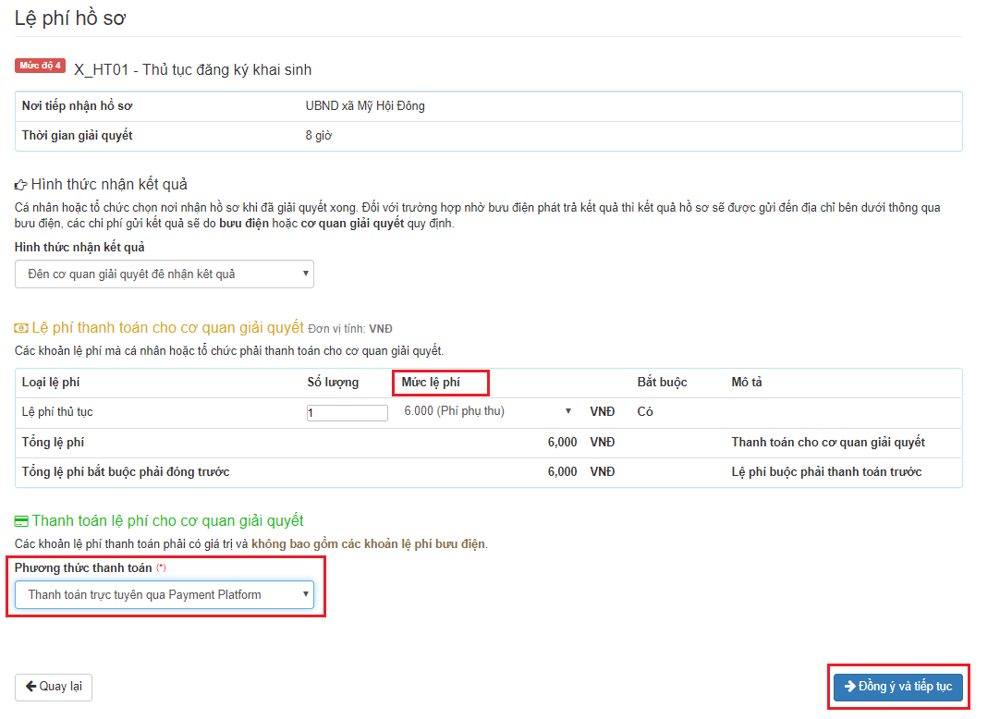 Lệ phí hồ sơ
Mức độ 4 X_HT01 - Thủ tục đăng ký khai sinh
Nơi tiếp nhận hồ sơ UBND xã Mỹ Hội Đông
Thời gian giải quyết 8 giờ
Hình thức nhận kết quả
Cá nhân hoặc tổ chức chọn nơi nhận hồ sơ khi đã giải quyết xong. Đối với trường hợp nhờ bưu điện phát trả kết quả thì kết quả hồ sơ sẽ được gửi đến địa chỉ bên dưới thông qua
bưu điện, các chi phí gửi kết quả sẽ do bưu điện hoặc cơ quan giải quyết quy định.
Hình thức nhận kết quả
Đến cơ quan giải quyết để nhận kết quả
Lệ phí thanh toán cho cơ quan giải quyết Đơn vị tính: VNĐ
Các khoản lệ phí mà cá nhân hoặc tổ chức phải thanh toán cho cơ quan giải quyết.
Loại lệ phí Số lượng Mức lệ phí Bắt buộc Mô tả
Lệ phí thủ tục 1 6.000 (Phí phụ thu) VNĐ Có
Tổng lệ phí 6,000 VNĐ Thanh toán cho cơ quan giải quyết
Tổng lệ phí bắt buộc phải đóng trước 6,000 VNĐ Lệ phí buộc phải thanh toán trước
Thanh toán lệ phí cho cơ quan giải quyết
Các khoản lệ phí thanh toán phải có giá trị và không bao gồm các khoản lệ phí bưu điện.
Phương thức thanh toán (*)
Thanh toán trực tuyến qua Payment Platform
Quay lại Đồng ý và tiếp tục